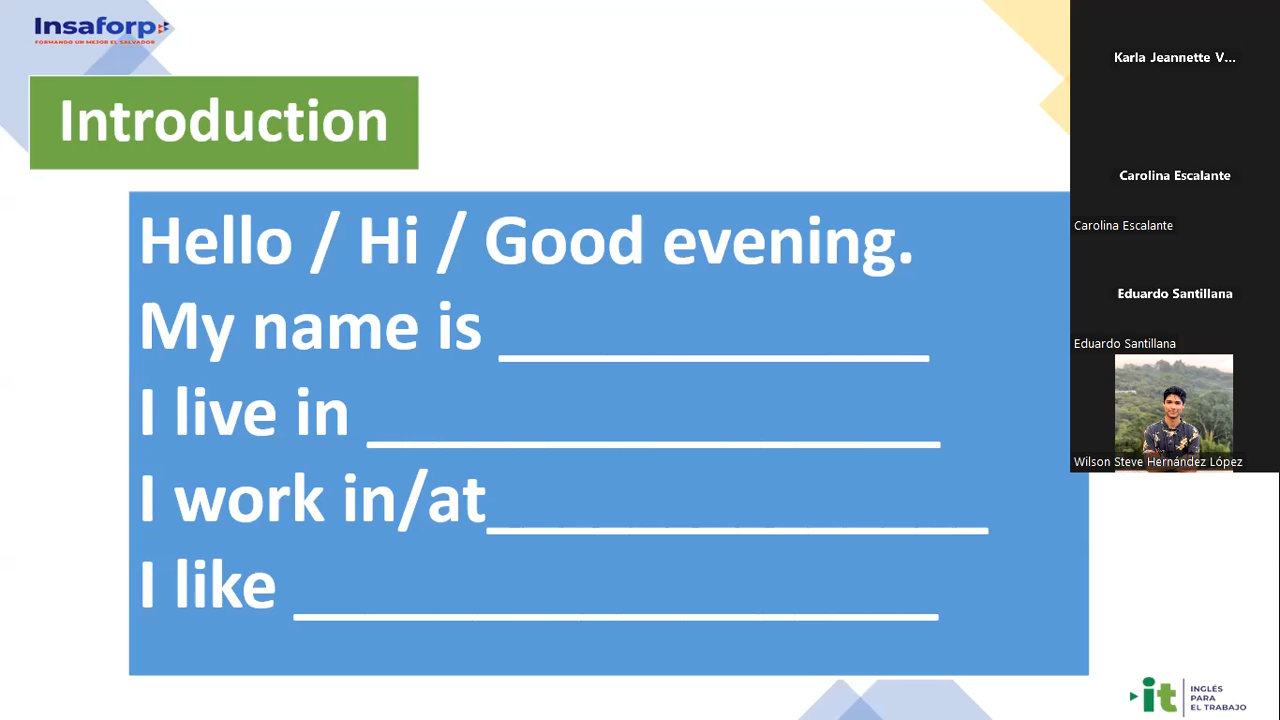 Insaforp
FORMANDO UN MEJOR EL SALVADOR
Introduction
Hello / Hi / Good evening.
My name is _______________
I live in ____________________
I work in/at_________________
I like ______________________
Karla Jeannette V...
Carolina Escalante
Carolina Escalante
Eduardo Santillana
Eduardo Santillana
Wilson Steve Hernández López
it
INGLÉS
PARA
EL TRABAJO